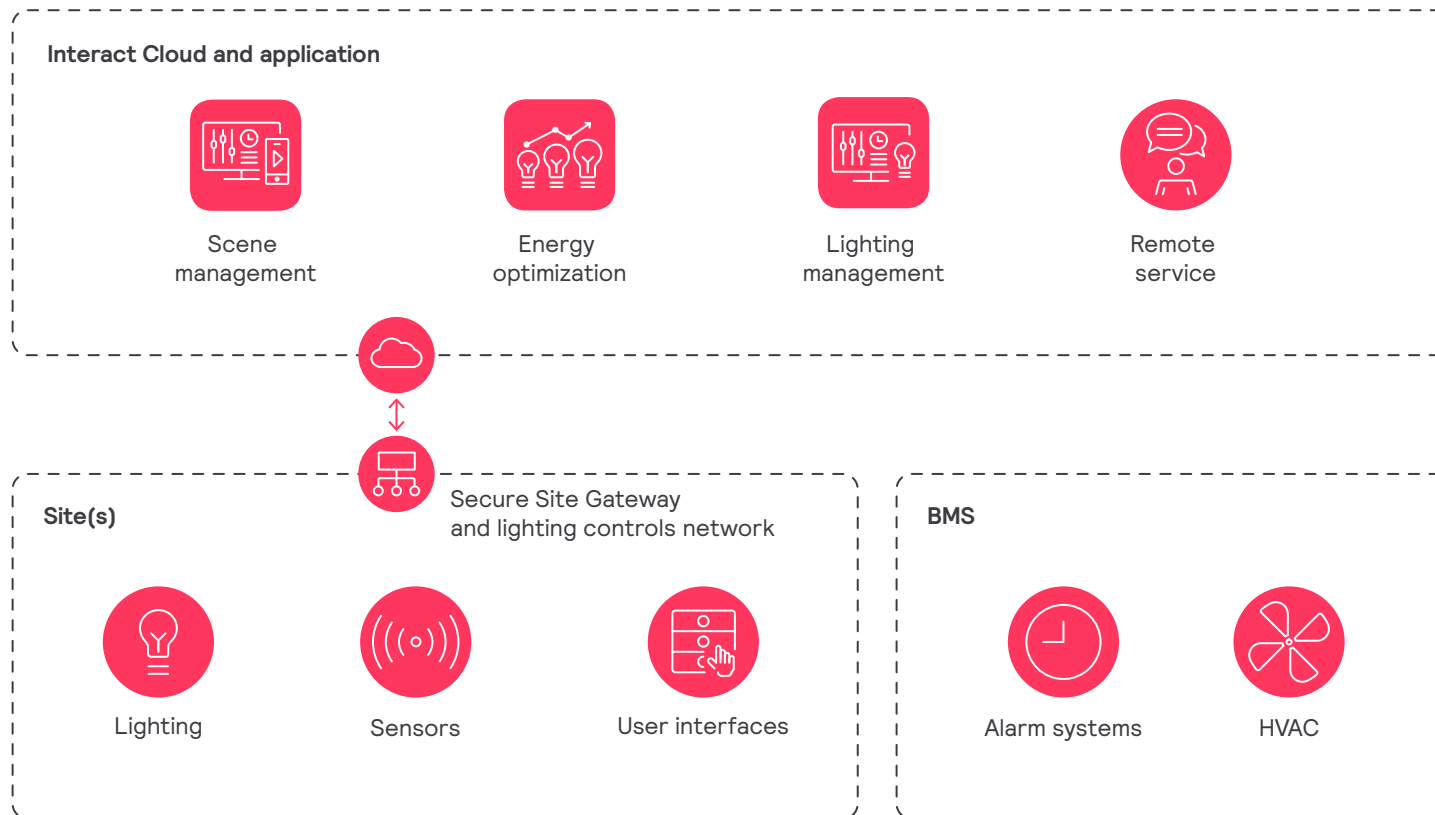 Interact Cloud and application
Scene
management
Energy
optimization
Lighting
management
Remote
service
Secure Site Gateway
and lighting controls network
Site(s)
Lighting
Sensors
User interfaces
BMS
Alarm systems
HVAC